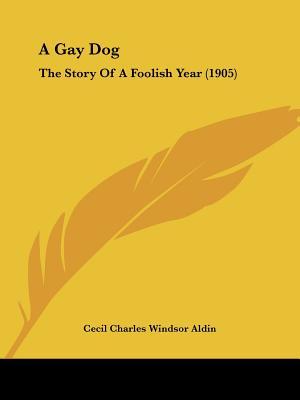 A Gay Dog
The Story Of A Foolish Year (1905)
Cecil Charles Windsor Aldin